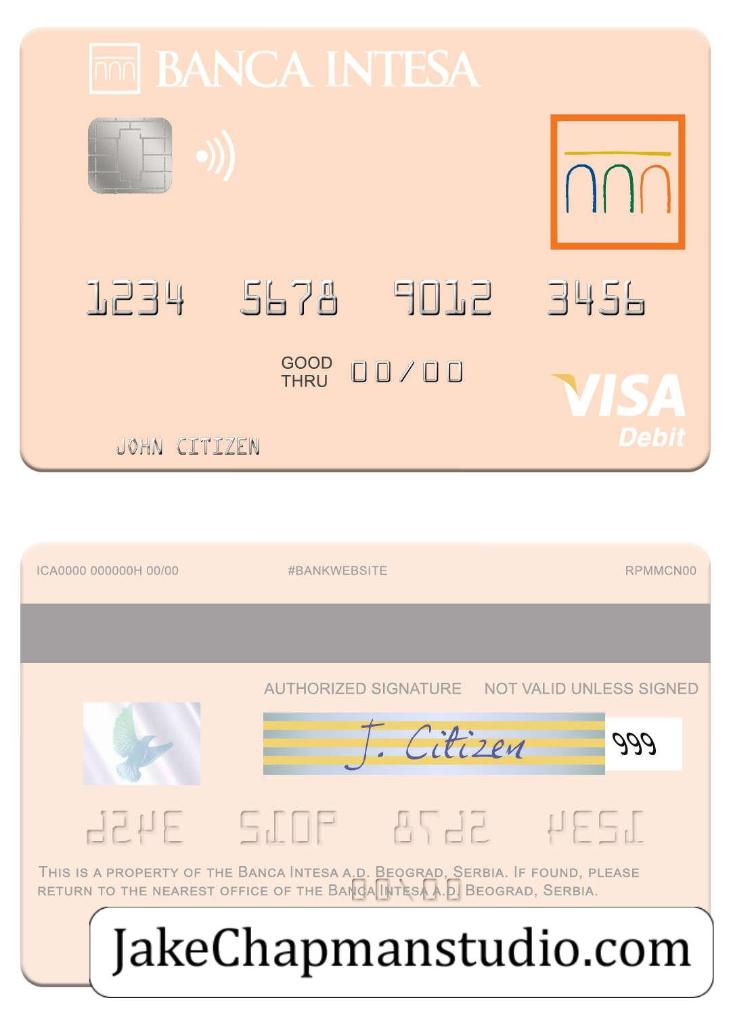 BANCA INTESA
1234 5678 9012 3456
GOOD THRU 00/00
VISA
Debit
JOHN CITIZEN
ICA0000 000000H 00/00 #BANKWEBSITE RPMMCN00
AUTHORIZED SIGNATURE NOT VALID UNLESS SIGNED
J. Citizen 999
THIS IS A PROPERTY OF THE BANCA INTESA A.D. BEOGRAD, SERBIA. IF FOUND, PLEASE
RETURN TO THE NEAREST OFFICE OF THE BANCA INTESA A.D. BEOGRAD, SERBIA.
JakeChapmanstudio.com